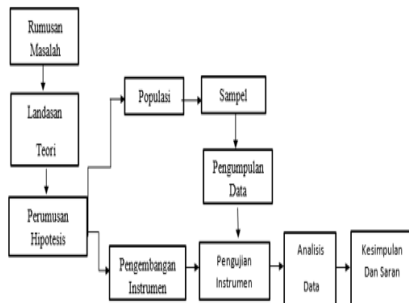 Rumusan
Masalah
Landasan
Teori
Perumusan
Hipotesis
Populasi
Sampel
Pengumpulan
Data
Pengembangan
Instrumen
Pengujian
Instrumen
Analisis
Data
Kesimpulan
Dan Saran